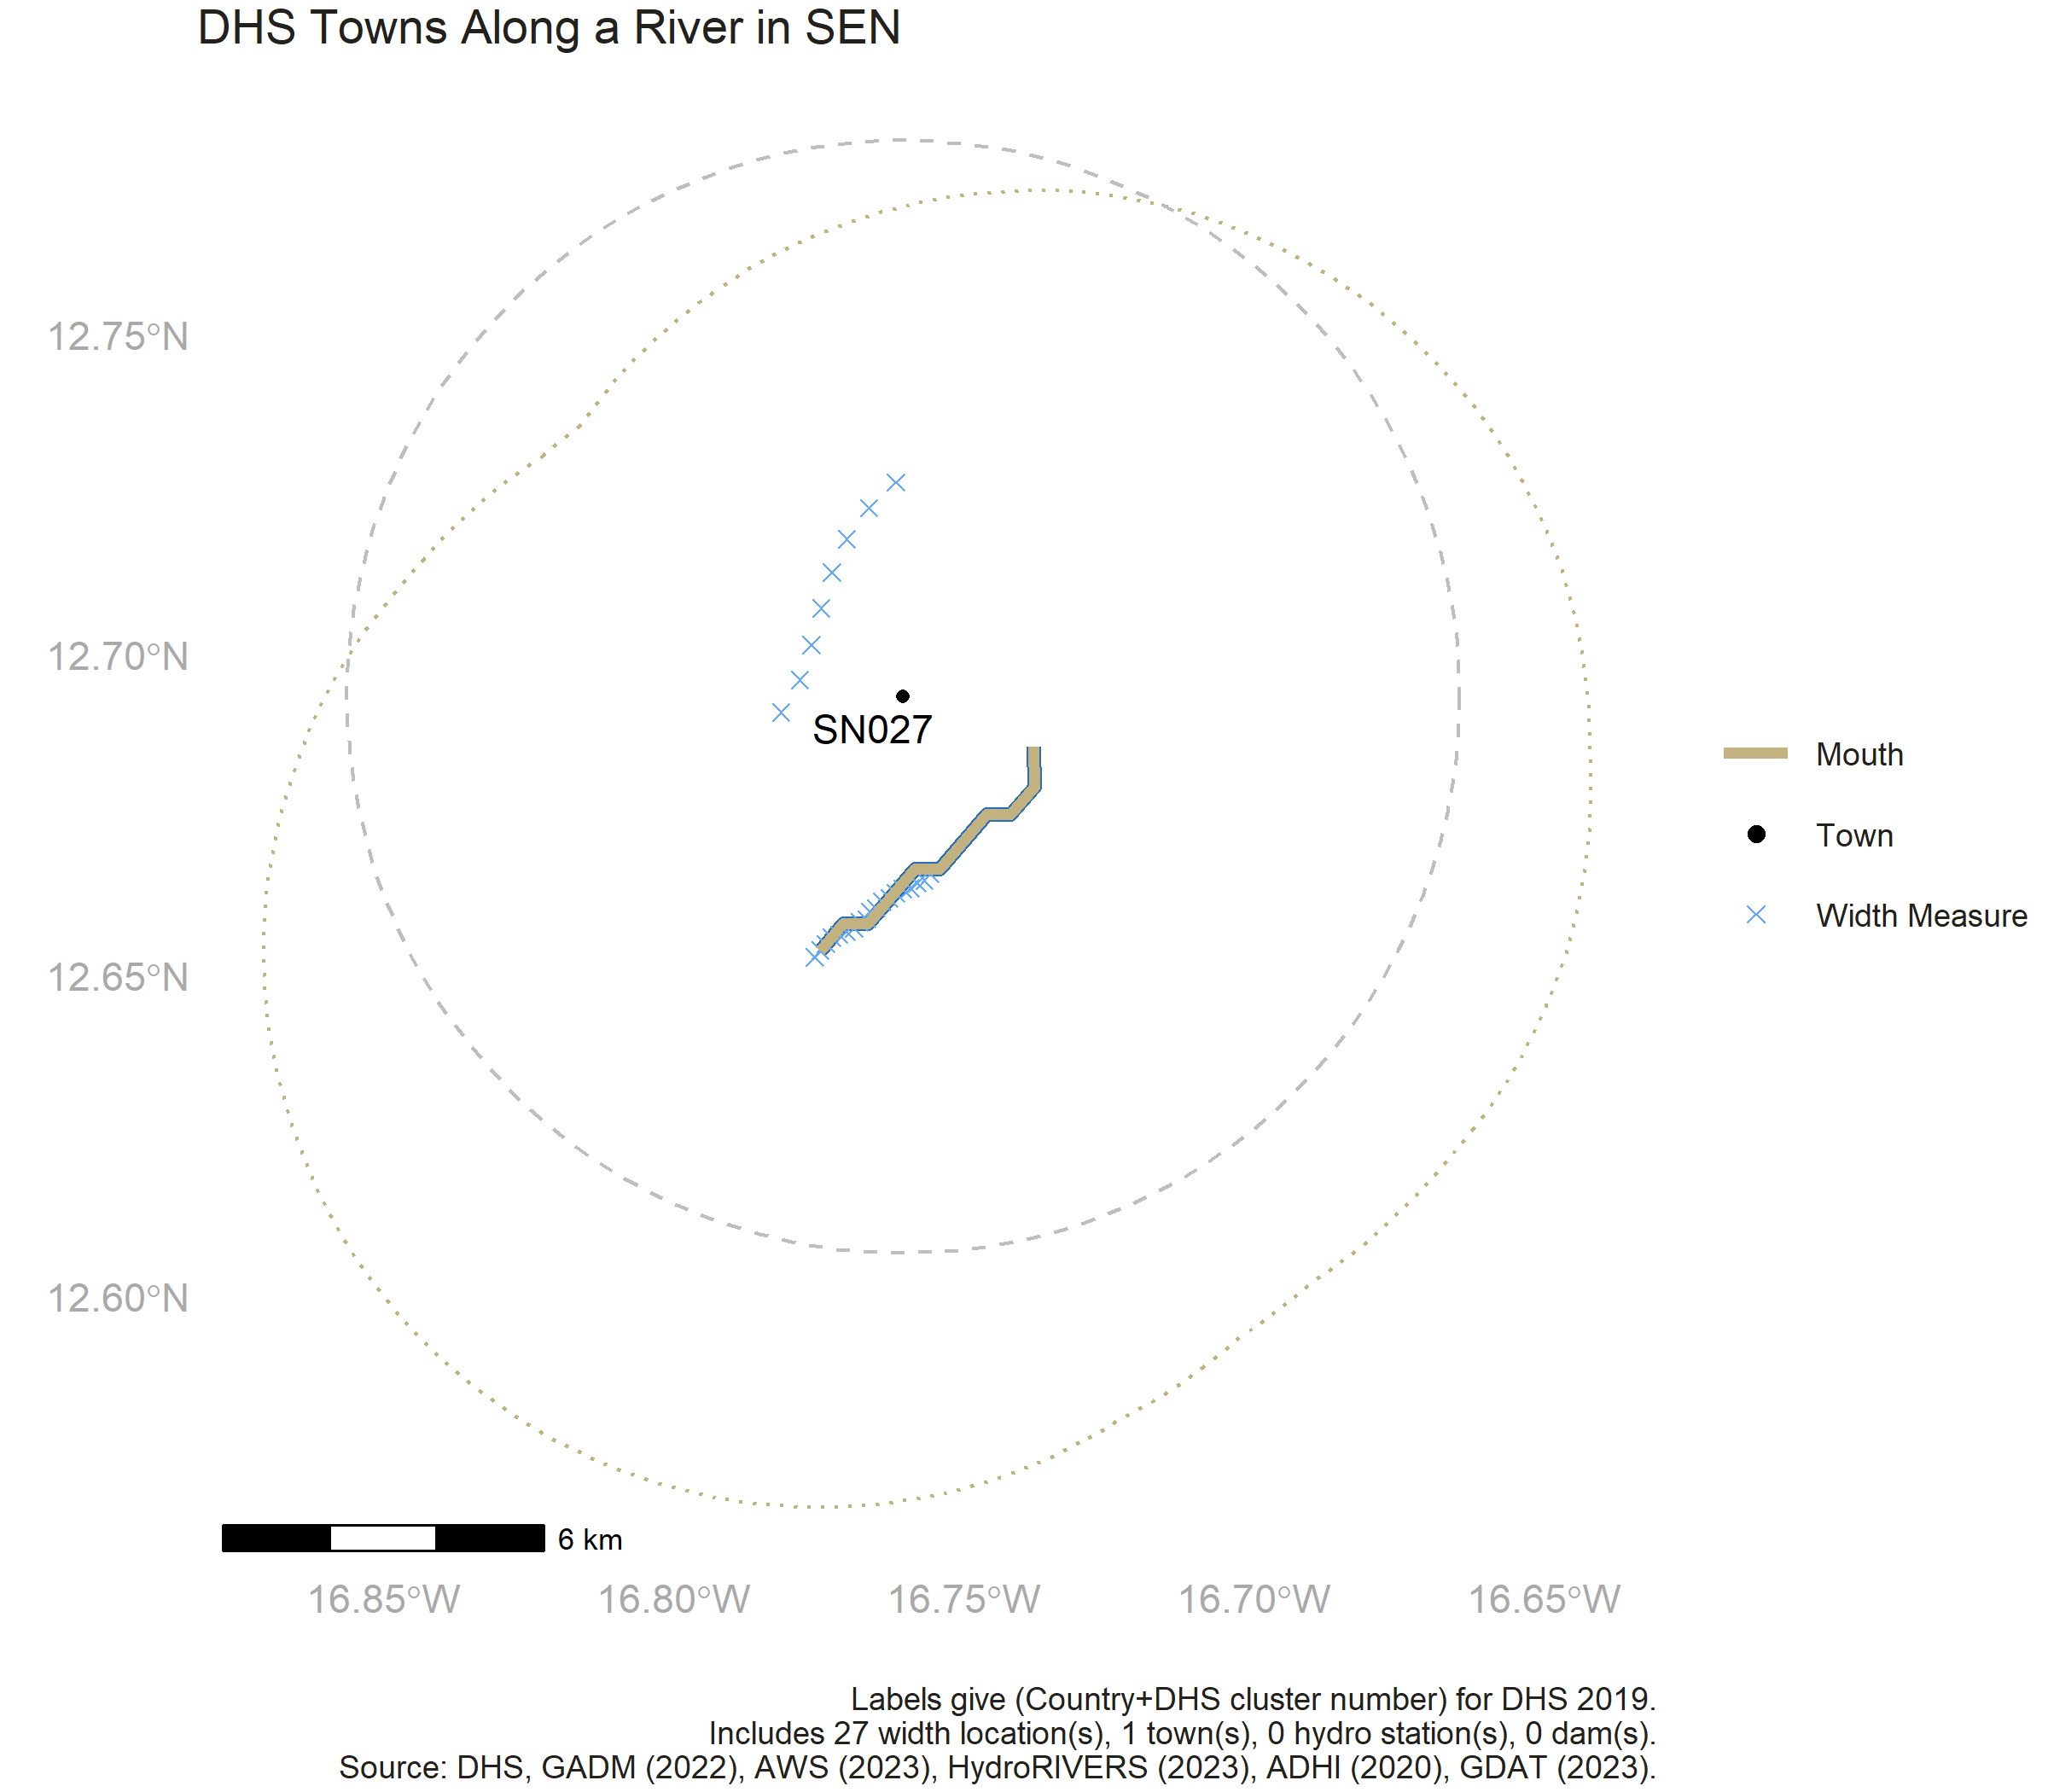 DHS Towns Along a River in SEN
12.75°N
12.70°N
12.65°N
12.60°N
SN027
Mouth
Town
Width Measure
6 km
16.85°W 16.80°W 16.75°W 16.70°W 16.65°W
Labels give (Country+DHS cluster number) for DHS 2019.
Includes 27 width location(s), 1 town(s), 0 hydro station(s), 0 dam(s).
Source: DHS, GADM (2022), AWS (2023), HydroRIVERS (2023), ADHI (2020), GDAT (2023).